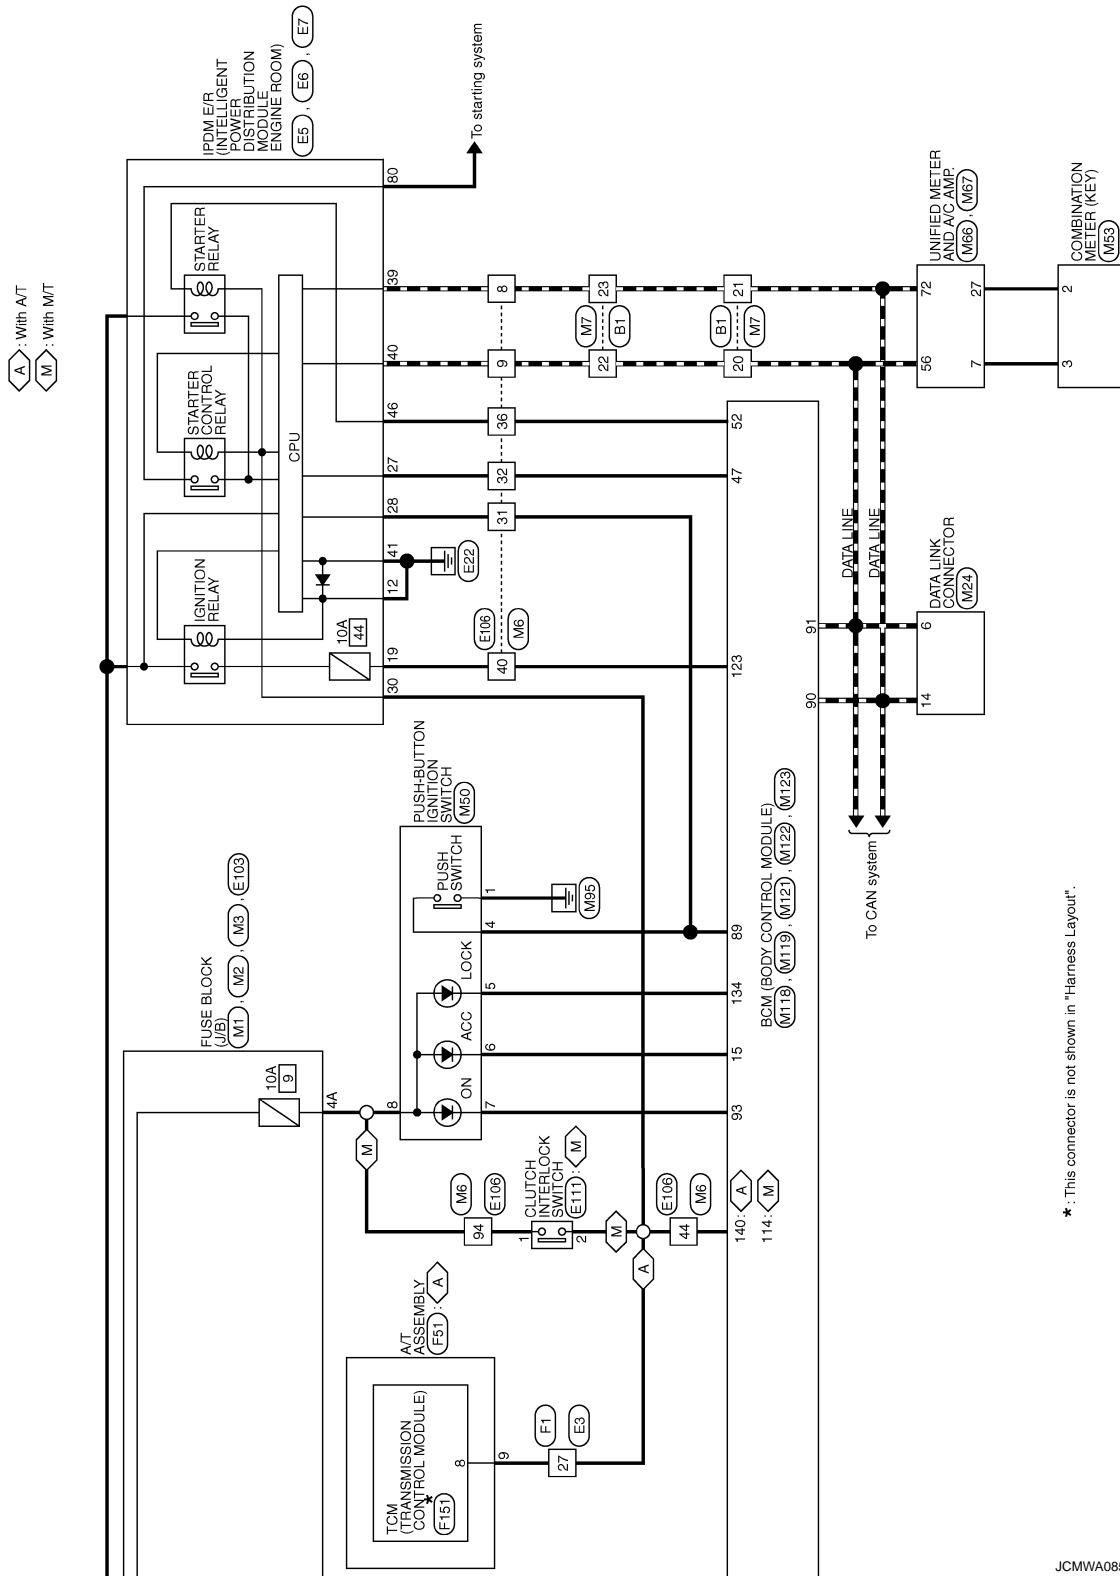 A : With A/T
M : With M/T
IPDM E/R
(INTELLIGENT
POWER
DISTRIBUTION
MODULE
ENGINE ROOM)
E5 , E6 , E7
IGNITION
RELAY
STARTER
CONTROL
RELAY
STARTER
RELAY
CPU
10A
44
30
19
12
41
28
27
46
40
39
80
To starting system
E22
E106
M6
40
31
32
36
9
8
M7
B1
22
23
B1
M7
20
21
FUSE BLOCK
(J/B)
M1 , M2 , M3 , E103
10A
9
4A
M
PUSH-BUTTON
IGNITION
SWITCH
M50
PUSH
SWITCH
8
ON
ACC
LOCK
7
6
5
4
1
M95
M6
E106
94
CLUTCH
INTERLOCK
SWITCH
E111 : M
1
2
M
A
E106
M6
44
A/T
ASSEMBLY
F51 : A
TCM
(TRANSMISSION
CONTROL MODULE)
★
F151
8
9
F1
E3
27
140 : A
114 : M
93
15
134
89
123
47
52
BCM (BODY CONTROL MODULE)
M118 , M119 , M121 , M122 , M123
90
91
DATA LINE
DATA LINE
To CAN system
DATA LINK
CONNECTOR
M24
14
6
UNIFIED METER
AND A/C AMP.
M66 , M67
56
72
7
27
COMBINATION
METER (KEY)
M53
3
2
★ : This connector is not shown in "Harness Layout".